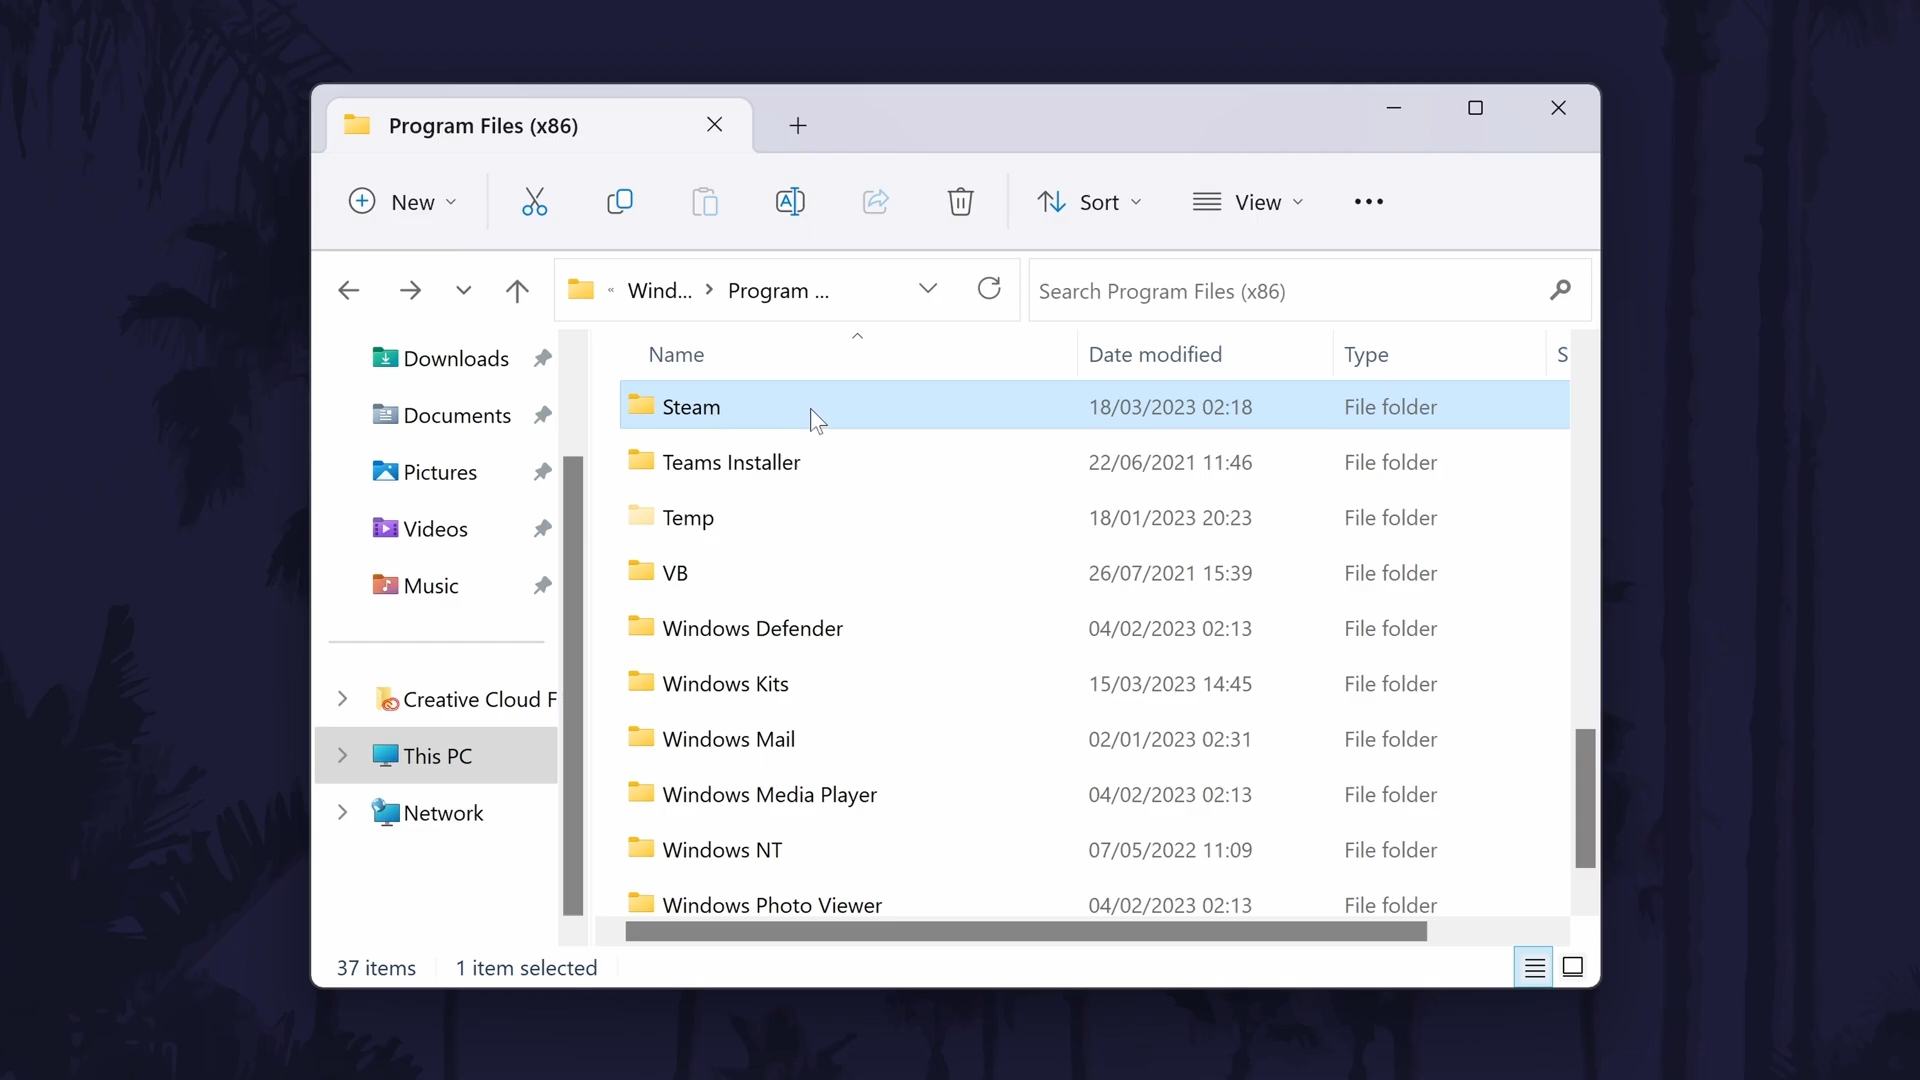 Program Files (x86)
New
Sort
View
« Wind... > Program ...
Search Program Files (x86)
Name Date modified Type S
Downloads
Documents
Pictures
Videos
Music
Creative Cloud F
This PC
Network
Steam 18/03/2023 02:18 File folder
Teams Installer 22/06/2021 11:46 File folder
Temp 18/01/2023 20:23 File folder
VB 26/07/2021 15:39 File folder
Windows Defender 04/02/2023 02:13 File folder
Windows Kits 15/03/2023 14:45 File folder
Windows Mail 02/01/2023 02:31 File folder
Windows Media Player 04/02/2023 02:13 File folder
Windows NT 07/05/2022 11:09 File folder
Windows Photo Viewer 04/02/2023 02:13 File folder
37 items 1 item selected